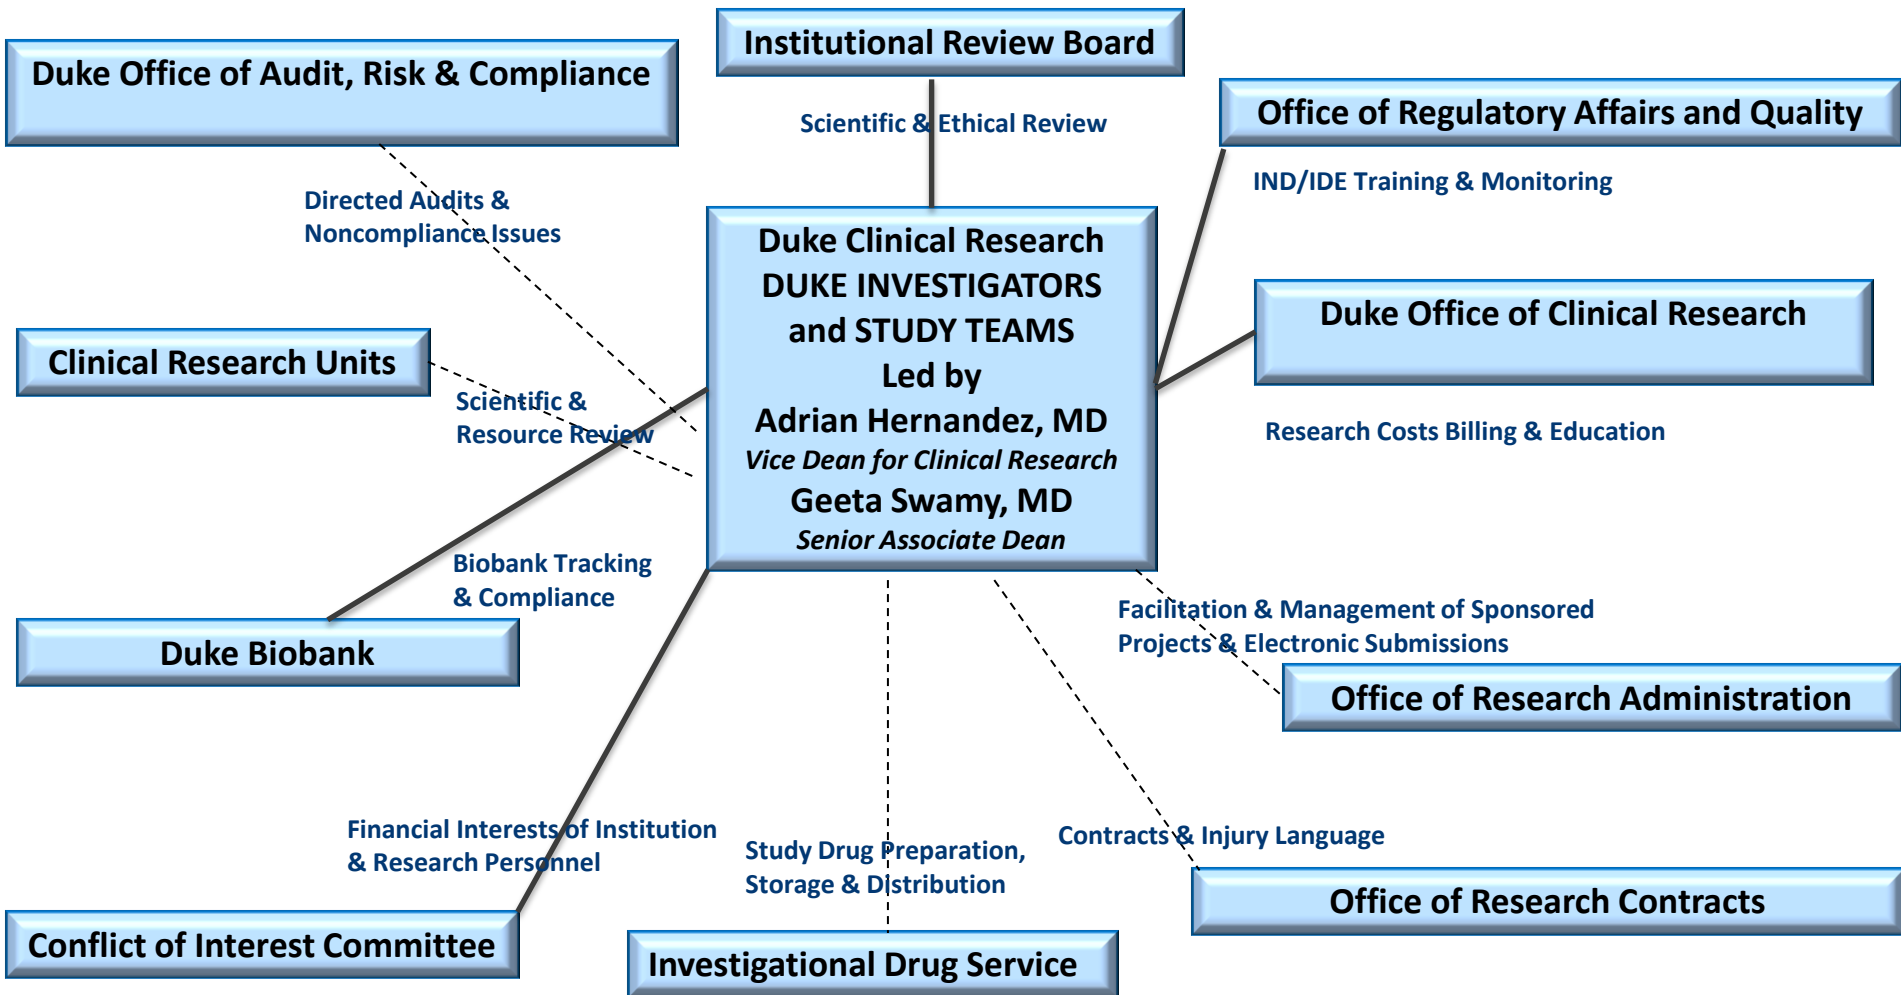 Institutional Review Board
Duke Office of Audit, Risk & Compliance
Office of Regulatory Affairs and Quality
Scientific & Ethical Review
IND/IDE Training & Monitoring
Directed Audits &
Noncompliance Issues
Duke Clinical Research
DUKE INVESTIGATORS
and STUDY TEAMS
Led by
Adrian Hernandez, MD
Vice Dean for Clinical Research
Geeta Swamy, MD
Senior Associate Dean
Duke Office of Clinical Research
Clinical Research Units
Scientific &
Resource Review
Research Costs Billing & Education
Biobank Tracking
& Compliance
Duke Biobank
Facilitation & Management of Sponsored
Projects & Electronic Submissions
Office of Research Administration
Financial Interests of Institution
& Research Personnel
Study Drug Preparation,
Storage & Distribution
Contracts & Injury Language
Office of Research Contracts
Conflict of Interest Committee
Investigational Drug Service